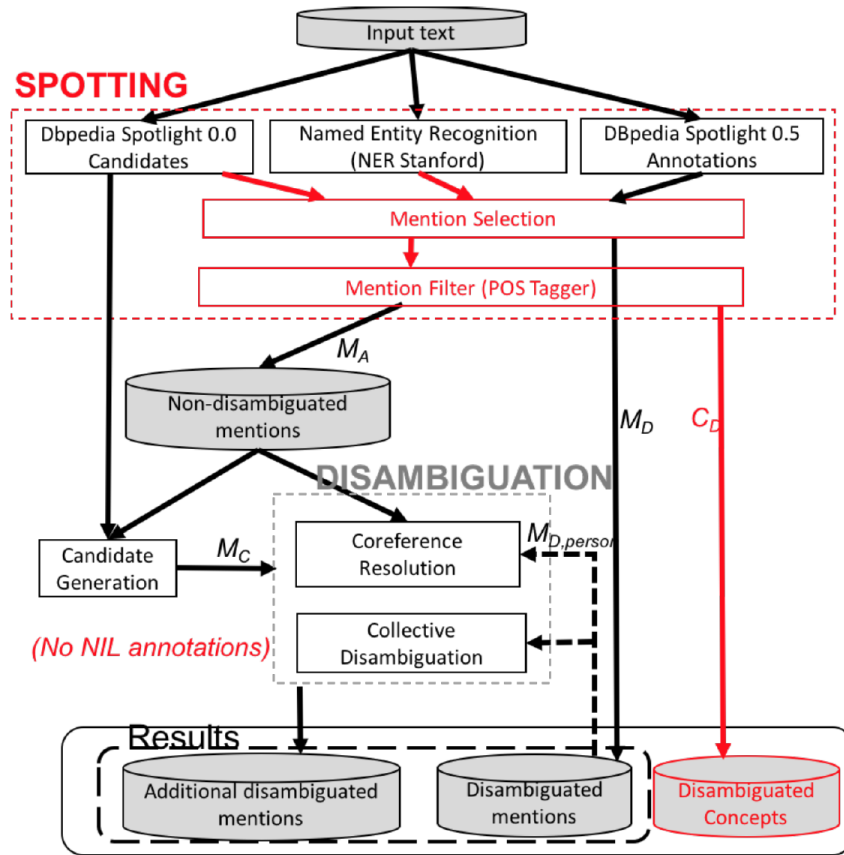 Input text
SPOTTING
Dbpedia Spotlight 0.0
Candidates
Named Entity Recognition
(NER Stanford)
DBpedia Spotlight 0.5
Annotations
Mention Selection
Mention Filter (POS Tagger)
M_A
Non-disambiguated
mentions
M_D
C_D
DISAMBIGUATION
Candidate
Generation
M_C
Coreference
Resolution
M_D,person
(No NIL annotations)
Collective
Disambiguation
Results
Additional disambiguated
mentions
Disambiguated
mentions
Disambiguated
Concepts